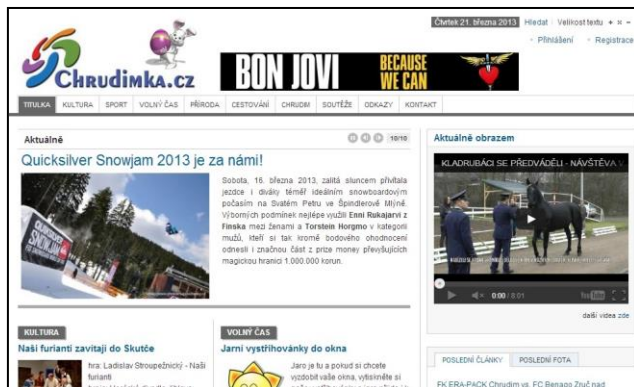 Čtvrtek 21. března 2013 Hledat Velikost textu + × −
Přihlášení Registrace
CHRUDIMKA.CZ
BON JOVI BECAUSE WE CAN
TITULKA KULTURA SPORT VOLNÝ ČAS PŘÍRODA CESTOVÁNÍ CHRUDIM SOUTĚŽE ODKAZY KONTAKT
Aktuálně 10/10
Quicksilver Snowjam 2013 je za námi!
Sobota, 16. března 2013, zalitá sluncem přivítala
jezdce i diváky téměř ideálním snowboardovým
počasím na Svatém Petru ve Špindlerově Mlýně.
Výborných podmínek nejlépe využili Enni Rukajarvi z
Finska mezi ženami a Torstein Horgmo v kategorii
mužů, kteří si tak kromě bodového ohodnocení
odnesli i značnou část z prize money převyšujících
magickou hranici 1.000.000 korun.
QUIKSILVER
SNOWJAM
Aktuálně obrazem
KLADRUBÁCI SE PŘEDVÁDĚLI - NÁVŠTĚVA V
0:00 / 8:01 YouTube
další videa zde
KULTURA
Naši furianti zavítají do Skutče
hra: Ladislav Stroupežnický - Naši
furianti
VOLNÝ ČAS
Jarní vystřihovánky do okna
Jaro je tu a pokud si chcete
vyzdobit vaše okna, vytiskněte si
POSLEDNÍ ČLÁNKY POSLEDNÍ FOTA
FK ERA-PACK Chrudim vs. FC Benago Zruč nad